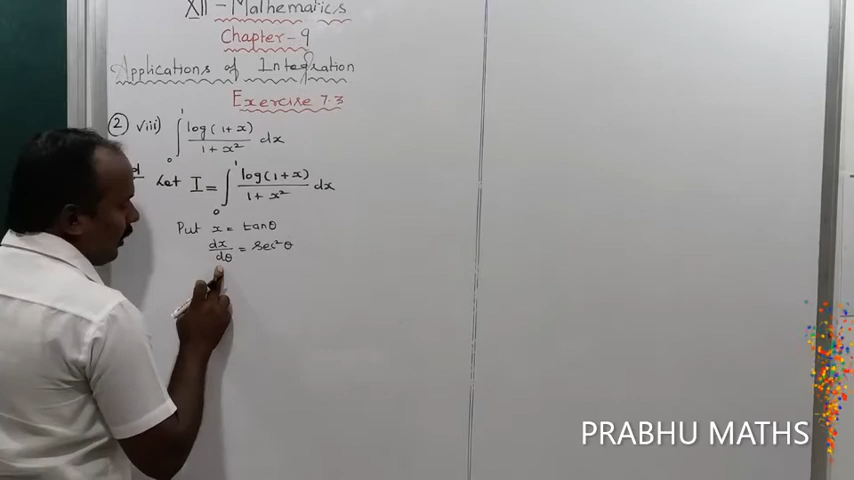 XII - Mathematics
Chapter - 9
Applications of Integration
Exercise 7.3
② viii) ∫₀¹ log(1+x)/(1+x²) dx
Let I = ∫₀¹ log(1+x)/(1+x²) dx
Put x = tanθ
dx/dθ = sec²θ
PRABHU MATHS